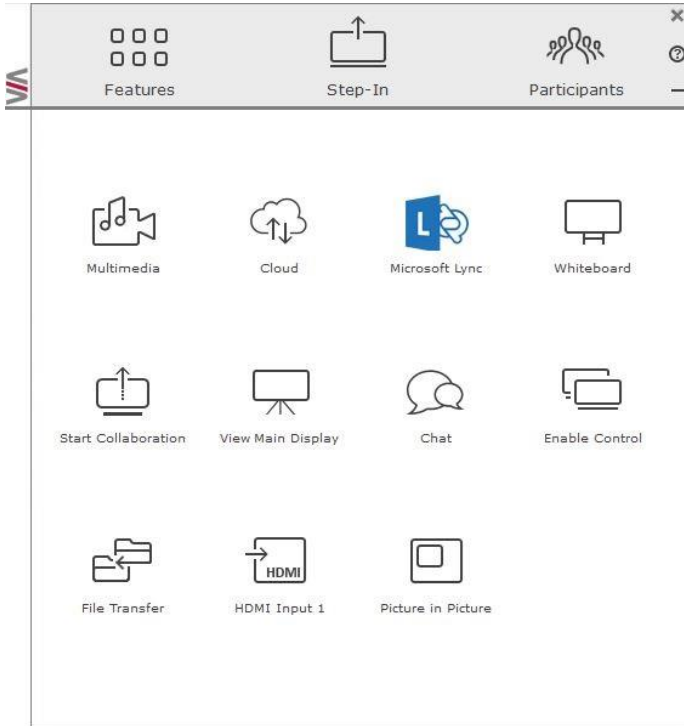 Features
Step-In
Participants
Multimedia
Cloud
L
Microsoft Lync
Whiteboard
Start Collaboration
View Main Display
Chat
Enable Control
HDMI
File Transfer
HDMI Input 1
Picture in Picture